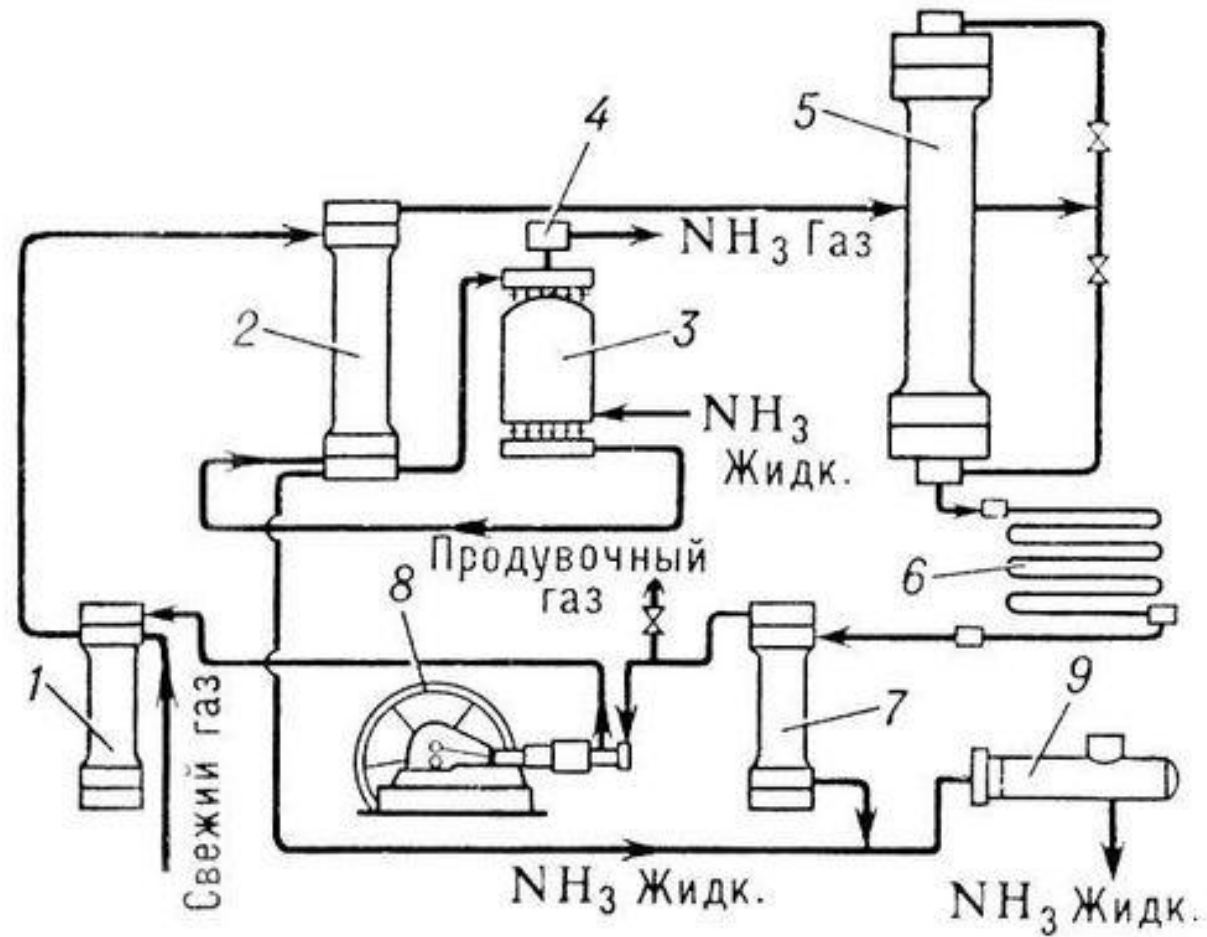 4
5
NH₃ Газ
2
3
NH₃
Жидк.
Продувочный
газ
6
8
1
7
9
Свежий газ
NH₃ Жидк.
NH₃ Жидк.